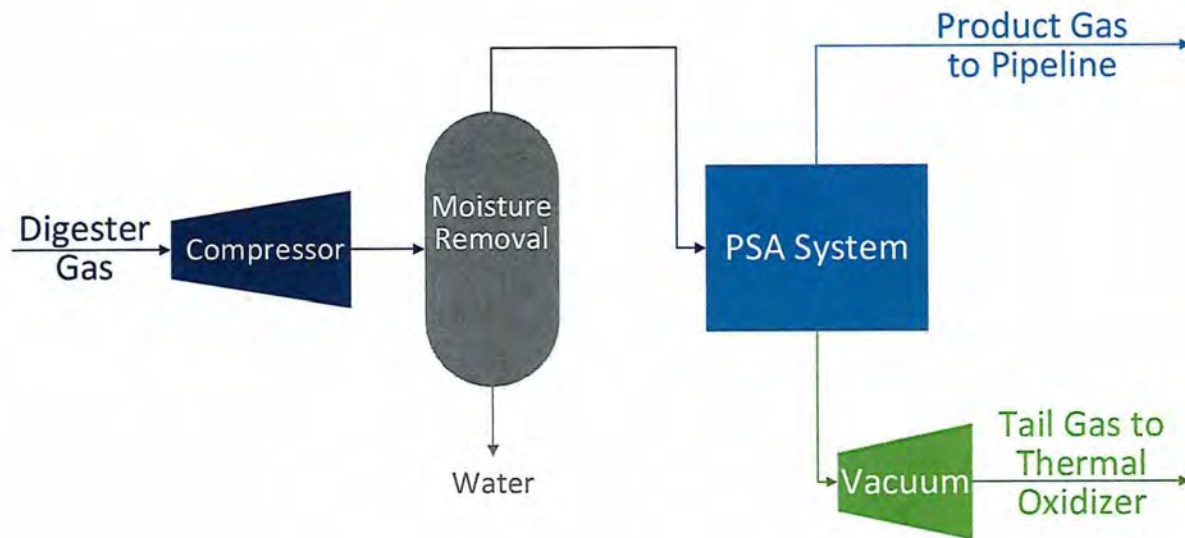 Product Gas
to Pipeline
Moisture
Removal
Digester
Gas
Compressor
PSA System
Water
Vacuum
Tail Gas to
Thermal
Oxidizer